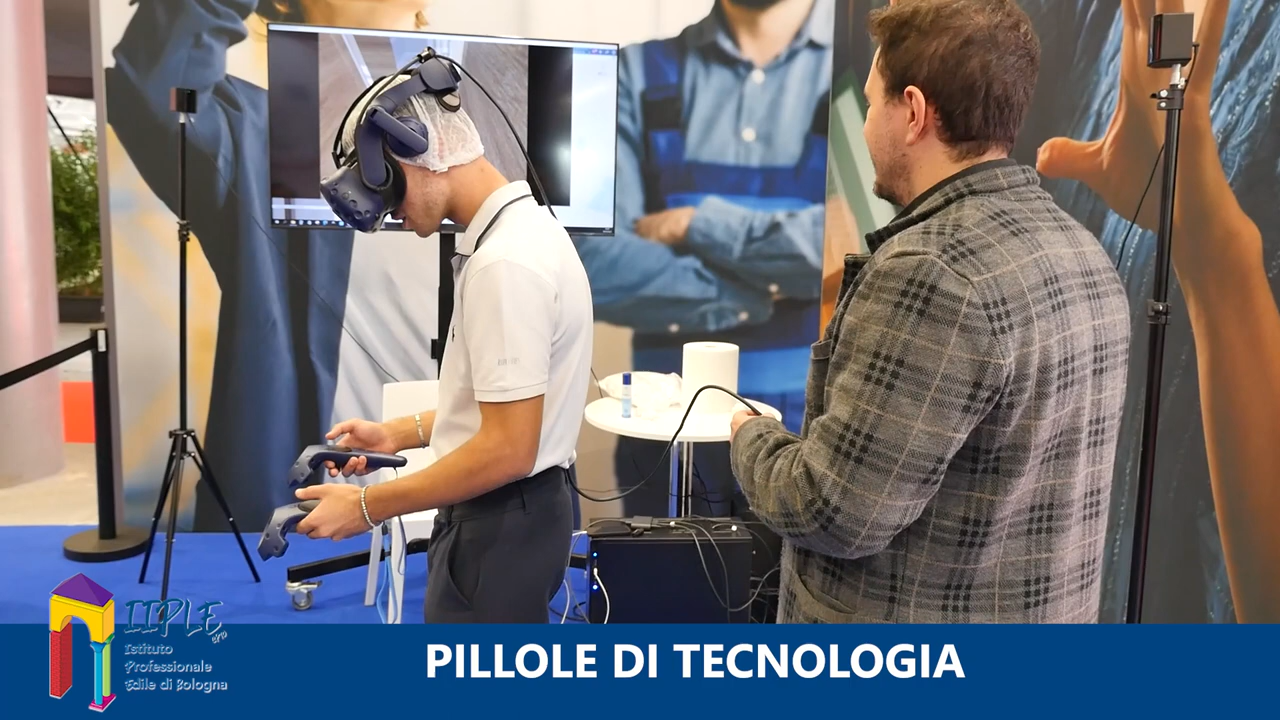 IIPLE
Istituto
Professionale
Edile di Bologna
PILLOLE DI TECNOLOGIA